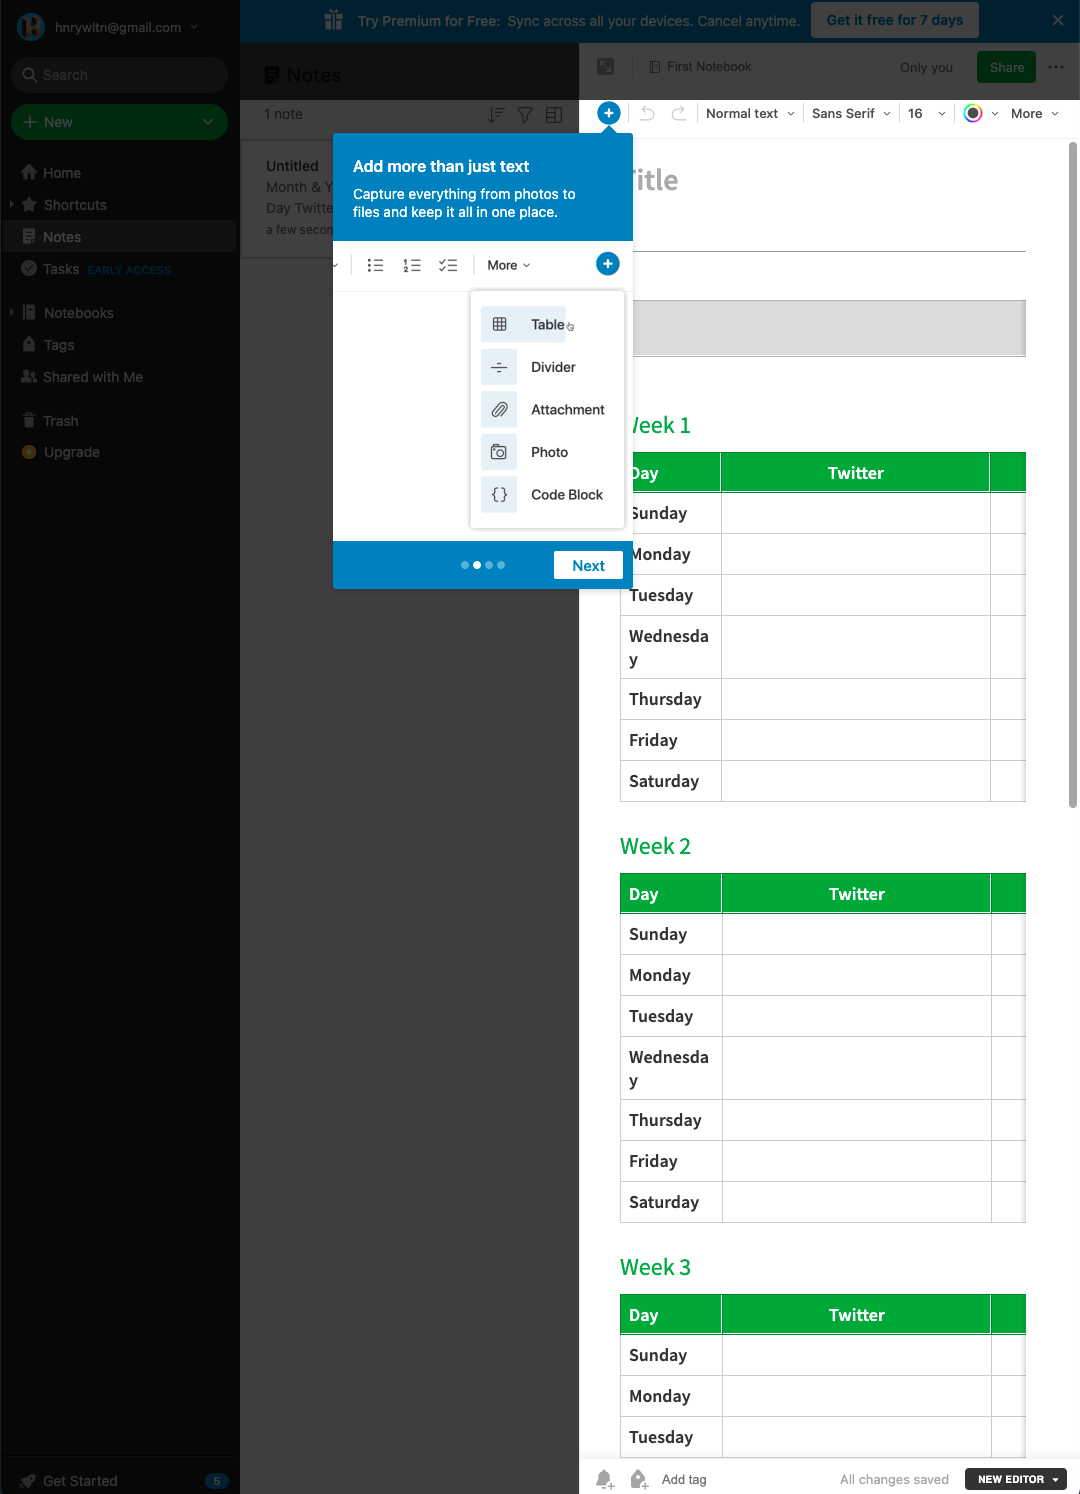 hnrywltn@gmail.com
Try Premium for Free: Sync across all your devices. Cancel anytime.
Get it free for 7 days
Search
New
Home
Shortcuts
Notes
Tasks EARLY ACCESS
Notebooks
Tags
Shared with Me
Trash
Upgrade
Get Started
5
Notes
1 note
Untitled
Month & Y
Day Twitte
a few secon
First Notebook
Only you
Share
Normal text
Sans Serif
16
More
Add more than just text
Capture everything from photos to
files and keep it all in one place.
More
Table
Divider
Attachment
Photo
Code Block
Next
itle
eek 1
Day Twitter
Sunday
Monday
Tuesday
Wednesda
y
Thursday
Friday
Saturday
Week 2
Day Twitter
Sunday
Monday
Tuesday
Wednesda
y
Thursday
Friday
Saturday
Week 3
Day Twitter
Sunday
Monday
Tuesday
Add tag
All changes saved
NEW EDITOR